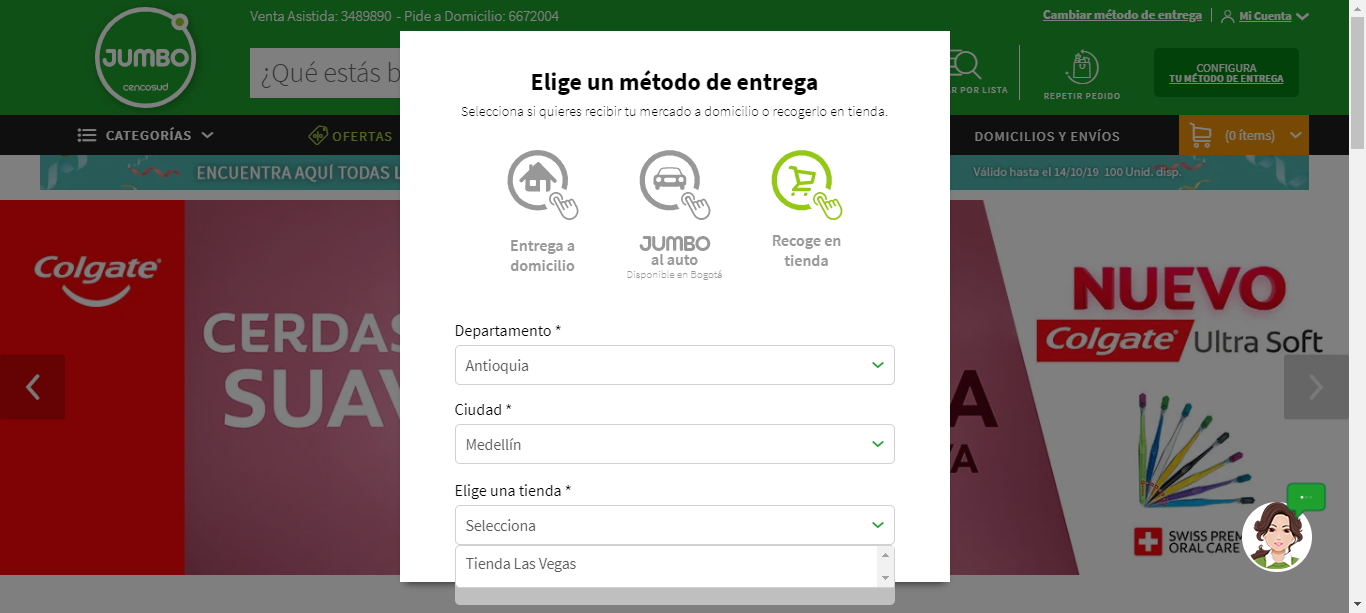 Venta Asistida: 3489890 - Pide a Domicilio: 6672004
Cambiar método de entrega
Mi Cuenta
JUMBO
cencosud
¿Qué estás b
R POR LISTA
REPETIR PEDIDO
CONFIGURA
TU MÉTODO DE ENTREGA
CATEGORÍAS
OFERTAS
DOMICILIOS Y ENVÍOS
(0 ítems)
ENCUENTRA AQUÍ TODAS L
Válido hasta el 14/10/19 100 Unid. disp.
Elige un método de entrega
Selecciona si quieres recibir tu mercado a domicilio o recogerlo en tienda.
Entrega a
domicilio
JUMBO
al auto
Disponible en Bogotá
Recoge en
tienda
Departamento *
Antioquia
Ciudad *
Medellín
Elige una tienda *
Selecciona
Tienda Las Vegas
Colgate
CERDAS
SUAV
A
VA
NUEVO
Colgate Ultra Soft
SWISS PREM
ORAL CARE